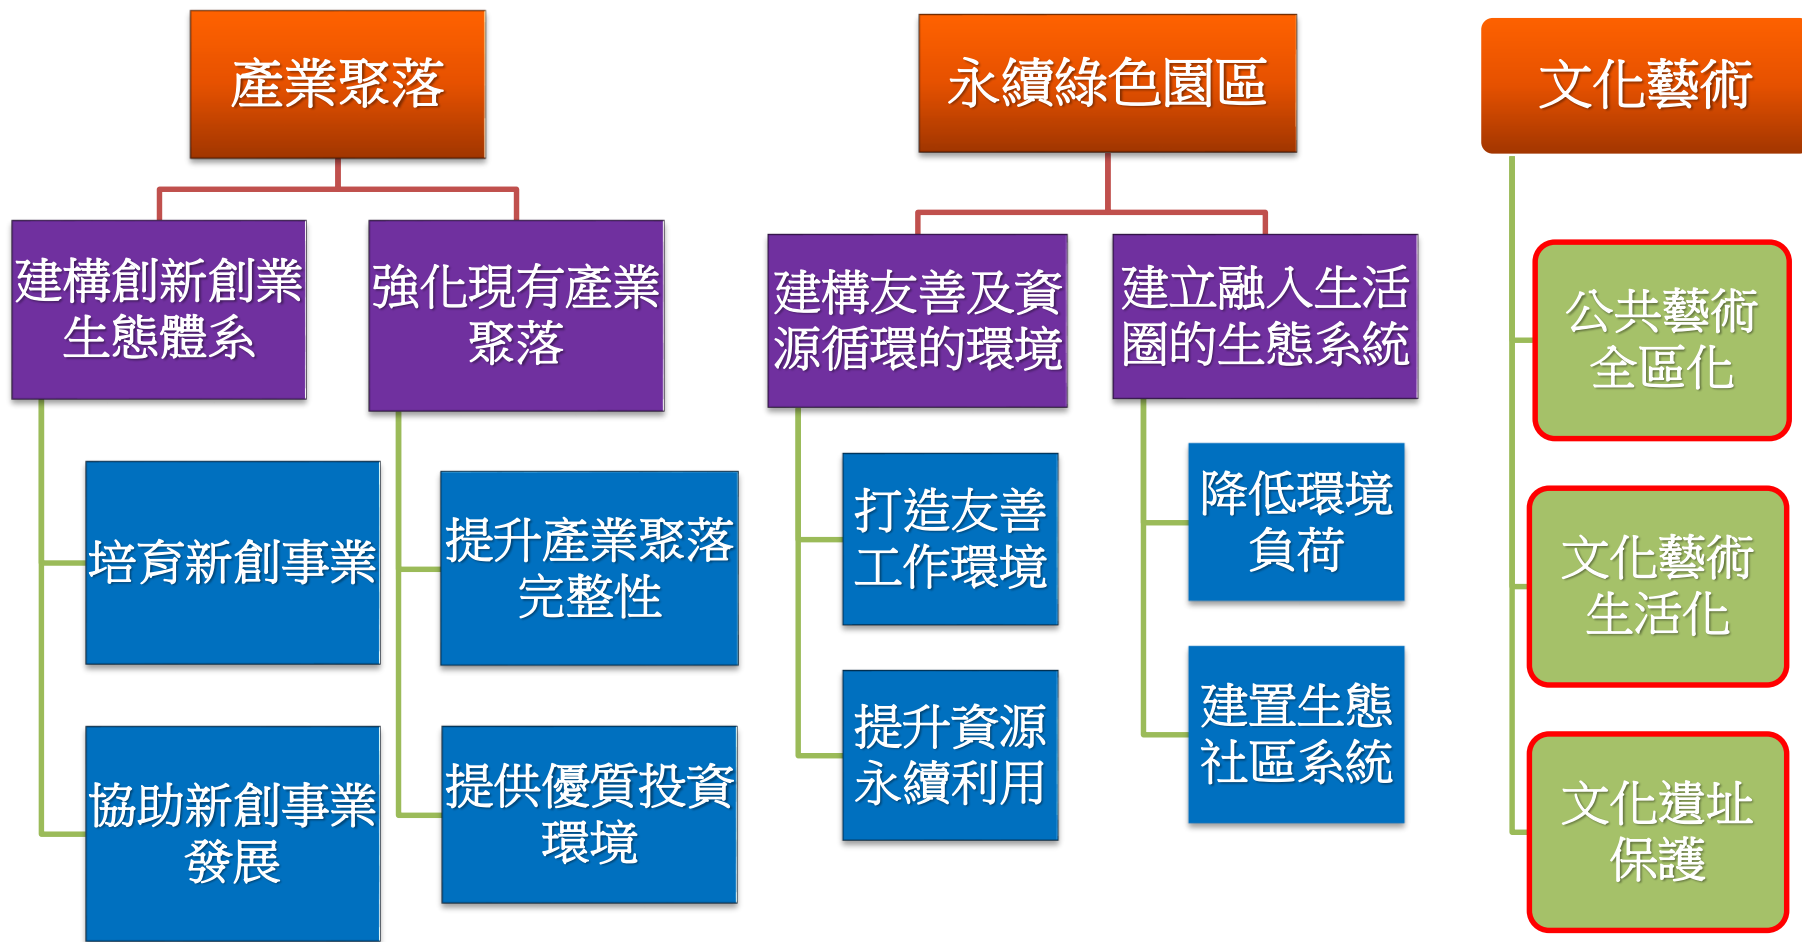 產業聚落
建構創新創業
生態體系
培育新創事業
協助新創事業
發展
強化現有產業
聚落
提升產業聚落
完整性
提供優質投資
環境
永續綠色園區
建構友善及資
源循環的環境
打造友善
工作環境
提升資源
永續利用
建立融入生活
圈的生態系統
降低環境
負荷
建置生態
社區系統
文化藝術
公共藝術
全區化
文化藝術
生活化
文化遺址
保護